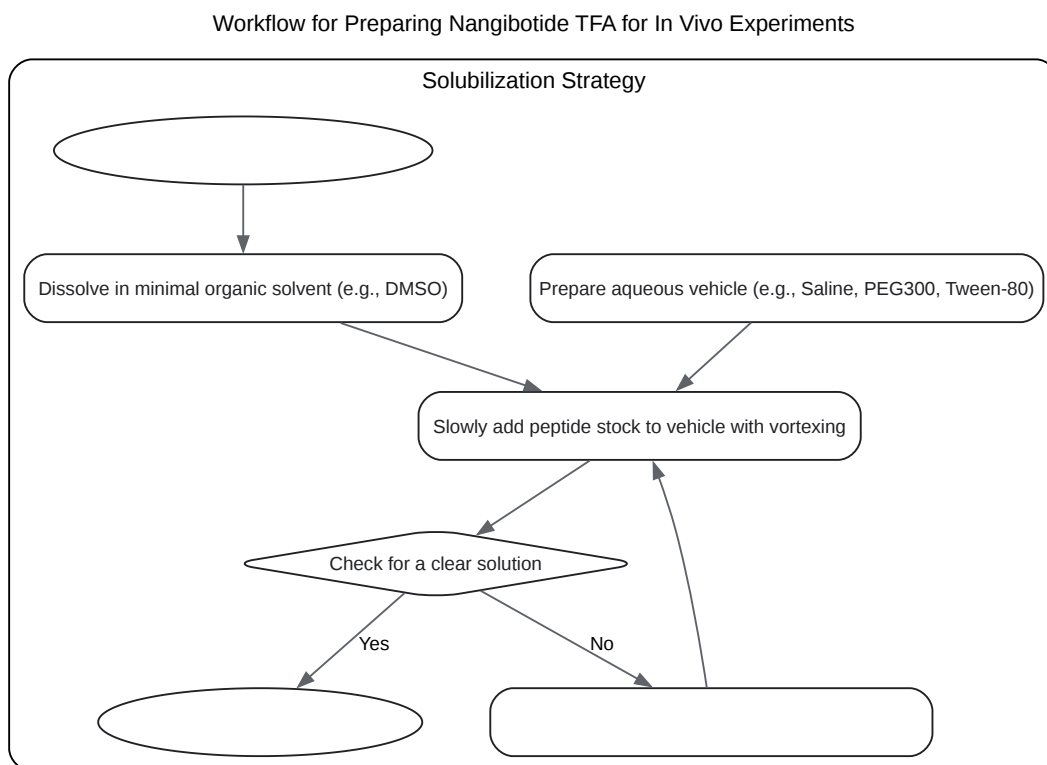 Workflow for Preparing Nangibotide TFA for In Vivo Experiments
Solubilization Strategy
Dissolve in minimal organic solvent (e.g., DMSO)
Prepare aqueous vehicle (e.g., Saline, PEG300, Tween-80)
Slowly add peptide stock to vehicle with vortexing
Check for a clear solution
Yes
No